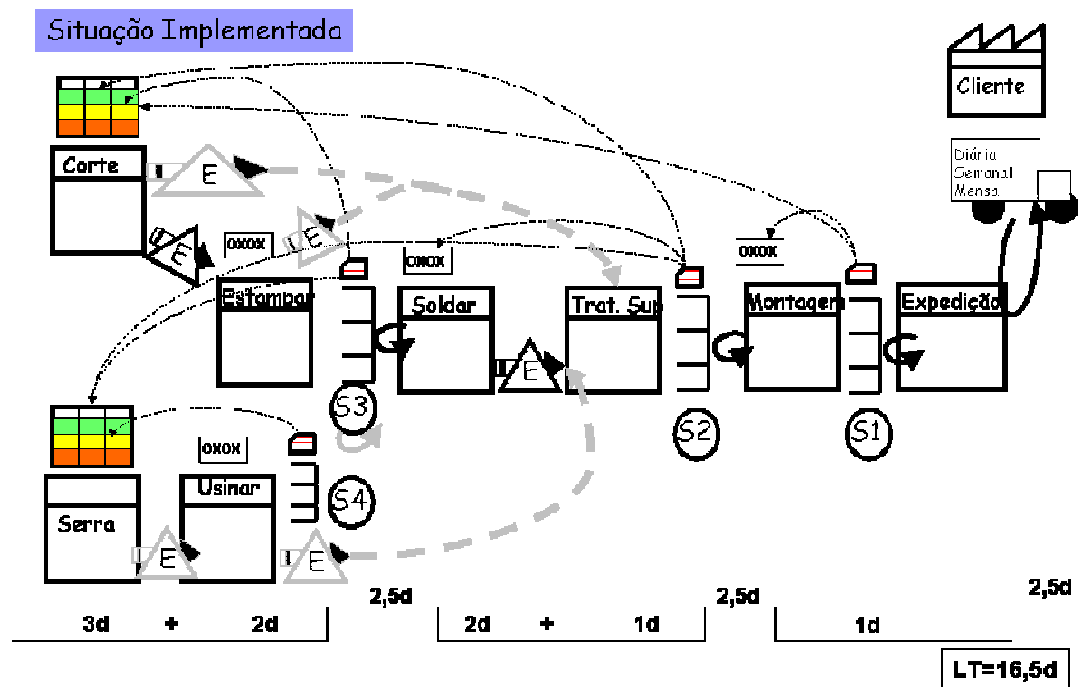 Situação Implementada
Cliente
Diária
Semanal
Mensa
Corte
E
E
E
oxox
oxox
oxox
Estampar
Soldar
Trat. Sup
Montagem
Expedição
E
S3
S2
S1
oxox
Usinar
S4
Serra
E
E
2,5d
2,5d
2,5d
3d + 2d
2d + 1d
1d
LT=16,5d